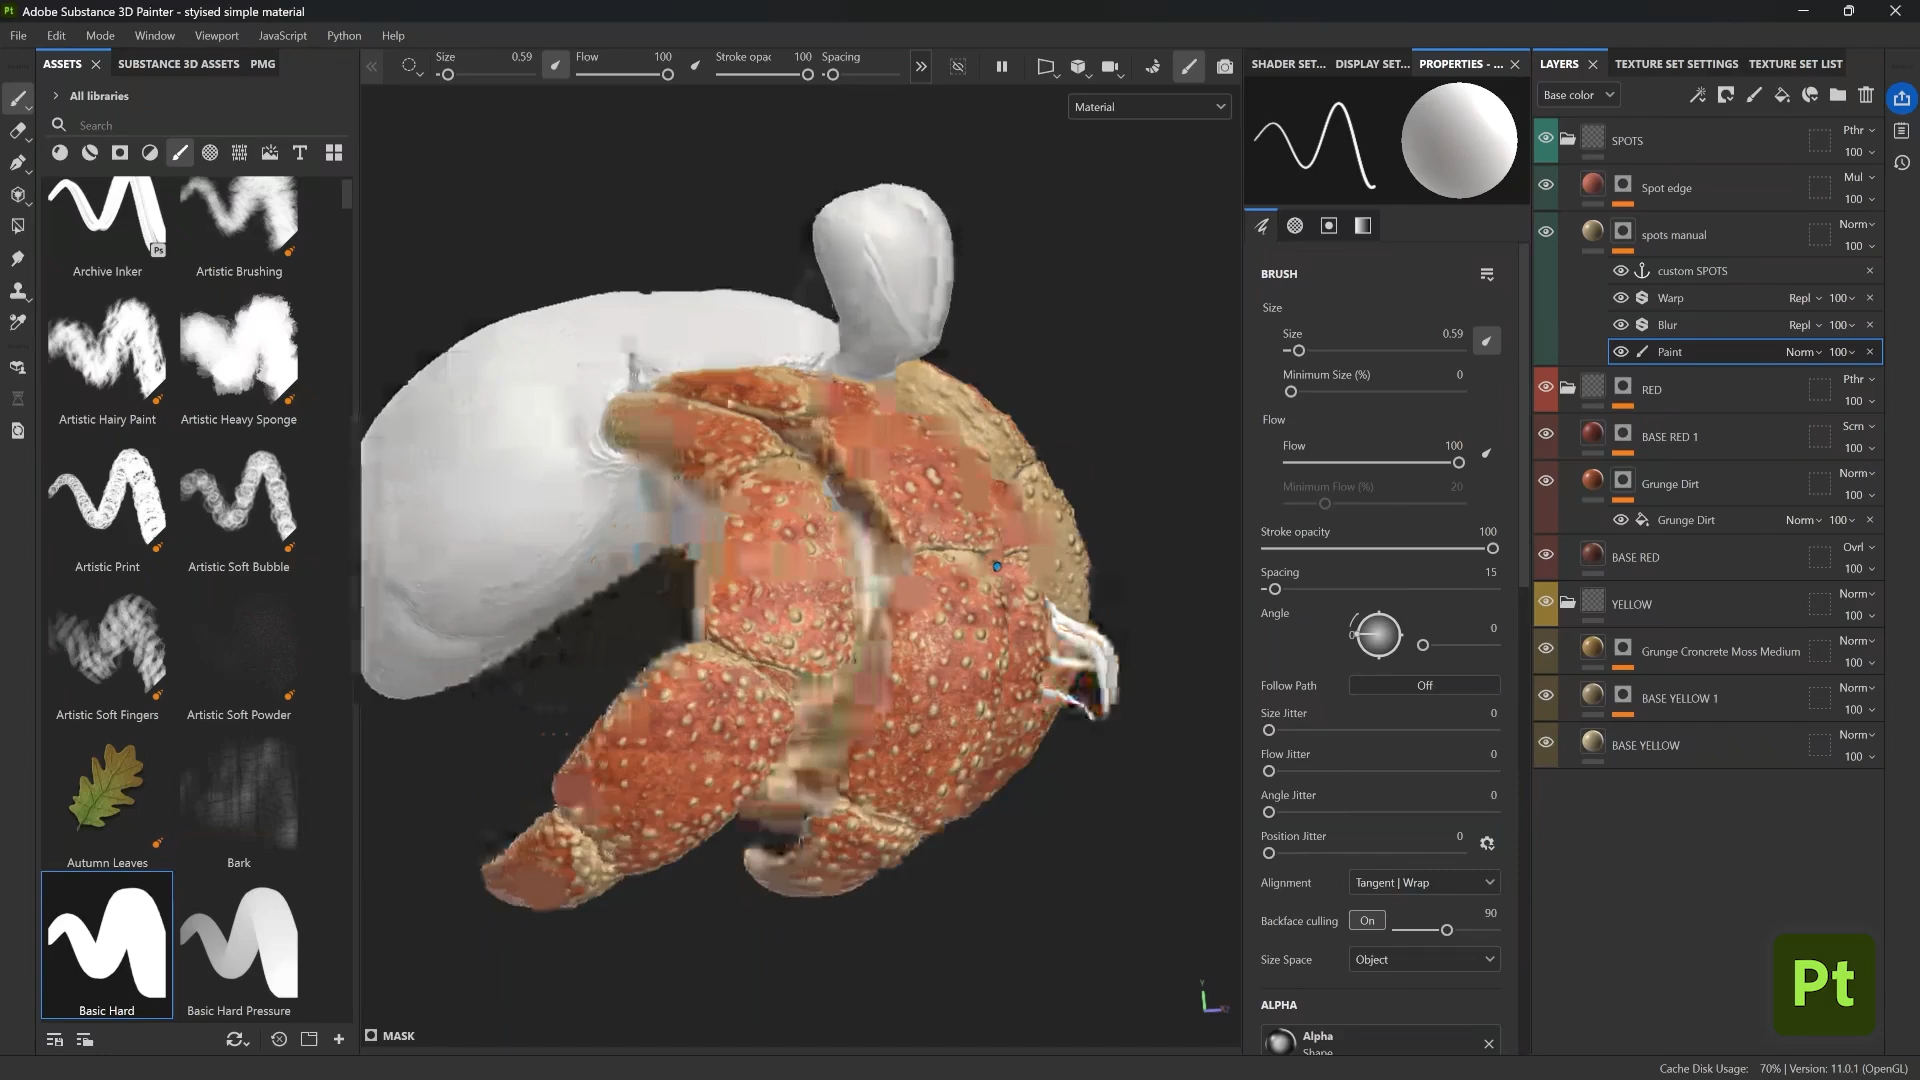 Pt Adobe Substance 3D Painter - styised simple material
File Edit Mode Window Viewport JavaScript Python Help
ASSETS SUBSTANCE 3D ASSETS PNG
Size 0.59 Flow 100 Stroke opac 100 Spacing
SHADER SET... DISPLAY SET... PROPERTIES - ...
LAYERS TEXTURE SET SETTINGS TEXTURE SET LIST
All libraries
Search
Material
Base color
Ps
Archive Inker Artistic Brushing
Artistic Hairy Paint Artistic Heavy Sponge
Artistic Print Artistic Soft Bubble
Artistic Soft Fingers Artistic Soft Powder
Autumn Leaves Bark
Basic Hard Basic Hard Pressure
MASK
Y
BRUSH
Size
Size 0.59
Minimum Size (%) 0
Flow
Flow 100
Minimum Flow (%) 20
Stroke opacity 100
Spacing 15
Angle
0 0
Follow Path Off
Size Jitter 0
Flow Jitter 0
Angle Jitter 0
Position Jitter 0
Alignment Tangent | Wrap
Backface culling On 90
Size Space Object
ALPHA
Alpha
Shape
SPOTS Pthr 100
Spot edge Mul 100
spots manual Norm 100
custom SPOTS
Warp Repl 100
Blur Repl 100
Paint Norm 100
RED Pthr 100
BASE RED 1 Scrn 100
Grunge Dirt Norm 100
Grunge Dirt Norm 100
BASE RED Ovrl 100
YELLOW Norm 100
Grunge Croncrete Moss Medium Norm 100
BASE YELLOW 1 Norm 100
BASE YELLOW Norm 100
Pt
Cache Disk Usage: 70% | Version: 11.0.1 (OpenGL)